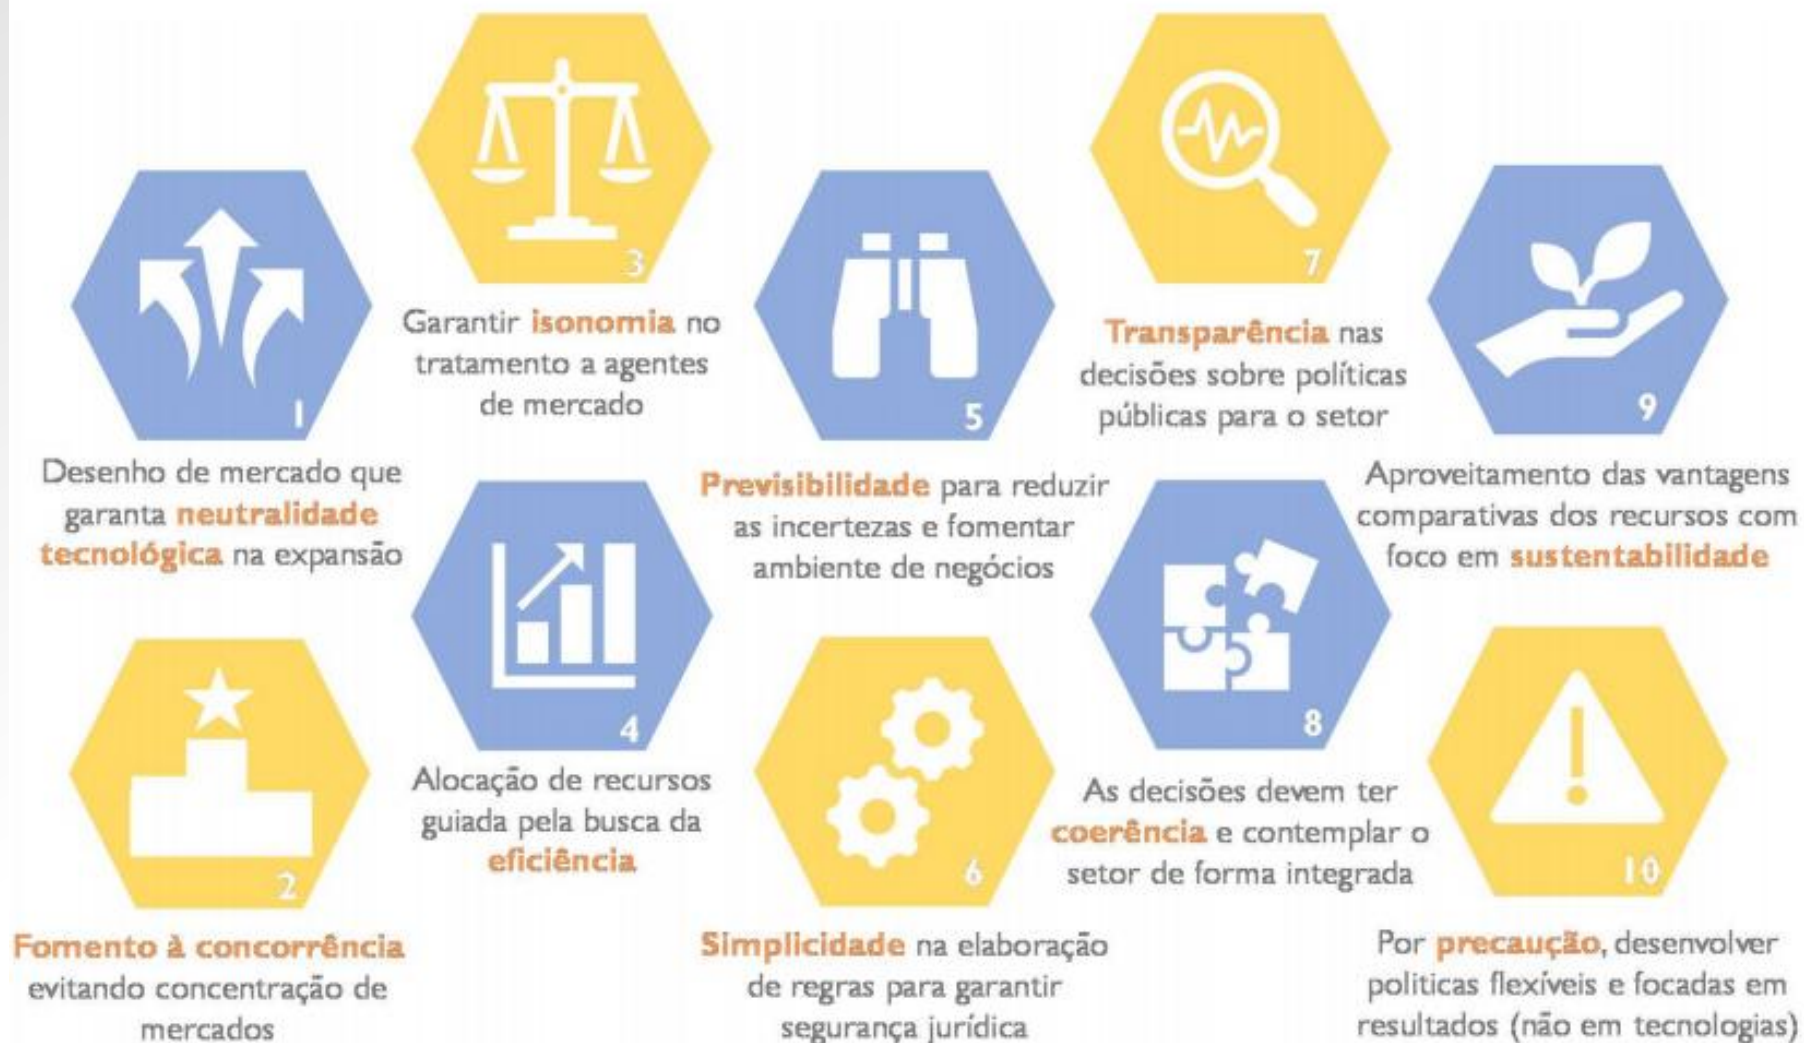 1
Desenho de mercado que
garanta neutralidade
tecnológica na expansão
2
Fomento à concorrência
evitando concentração de
mercados
3
Garantir isonomia no
tratamento a agentes
de mercado
4
Alocação de recursos
guiada pela busca da
eficiência
5
Previsibilidade para reduzir
as incertezas e fomentar
ambiente de negócios
6
Simplicidade na elaboração
de regras para garantir
segurança jurídica
7
Transparência nas
decisões sobre políticas
públicas para o setor
8
As decisões devem ter
coerência e contemplar o
setor de forma integrada
9
Aproveitamento das vantagens
comparativas dos recursos com
foco em sustentabilidade
10
Por precaução, desenvolver
politicas flexíveis e focadas em
resultados (não em tecnologias)